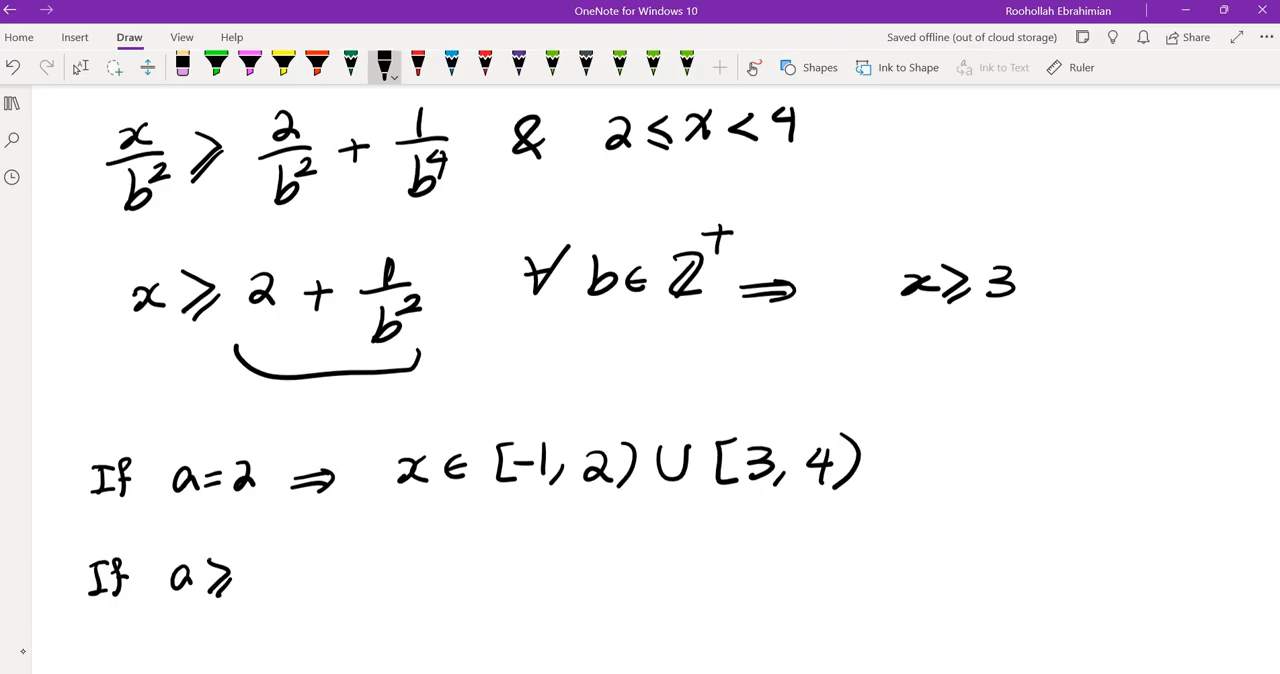 OneNote for Windows 10
Roohollah Ebrahimian
Home Insert Draw View Help
Saved offline (out of cloud storage) Share
Shapes Ink to Shape Ink to Text Ruler
x/b² ≥ 2/b² + 1/b⁴ & 2 ≤ x < 4
x ≥ 2 + 1/b² ∀ b ∈ ℤ⁺ ⇒ x ≥ 3
If a = 2 ⇒ x ∈ [-1, 2) ∪ [3, 4)
If a ≥